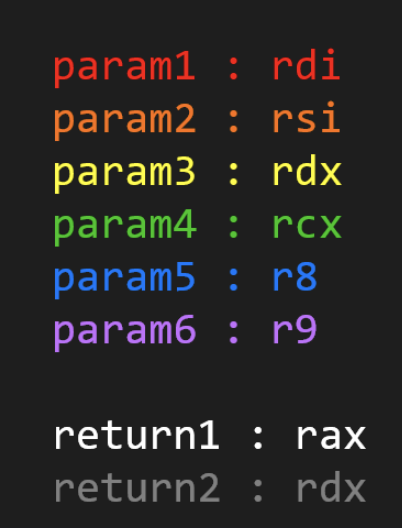 param1 : rdi
param2 : rsi
param3 : rdx
param4 : rcx
param5 : r8
param6 : r9
return1 : rax
return2 : rdx